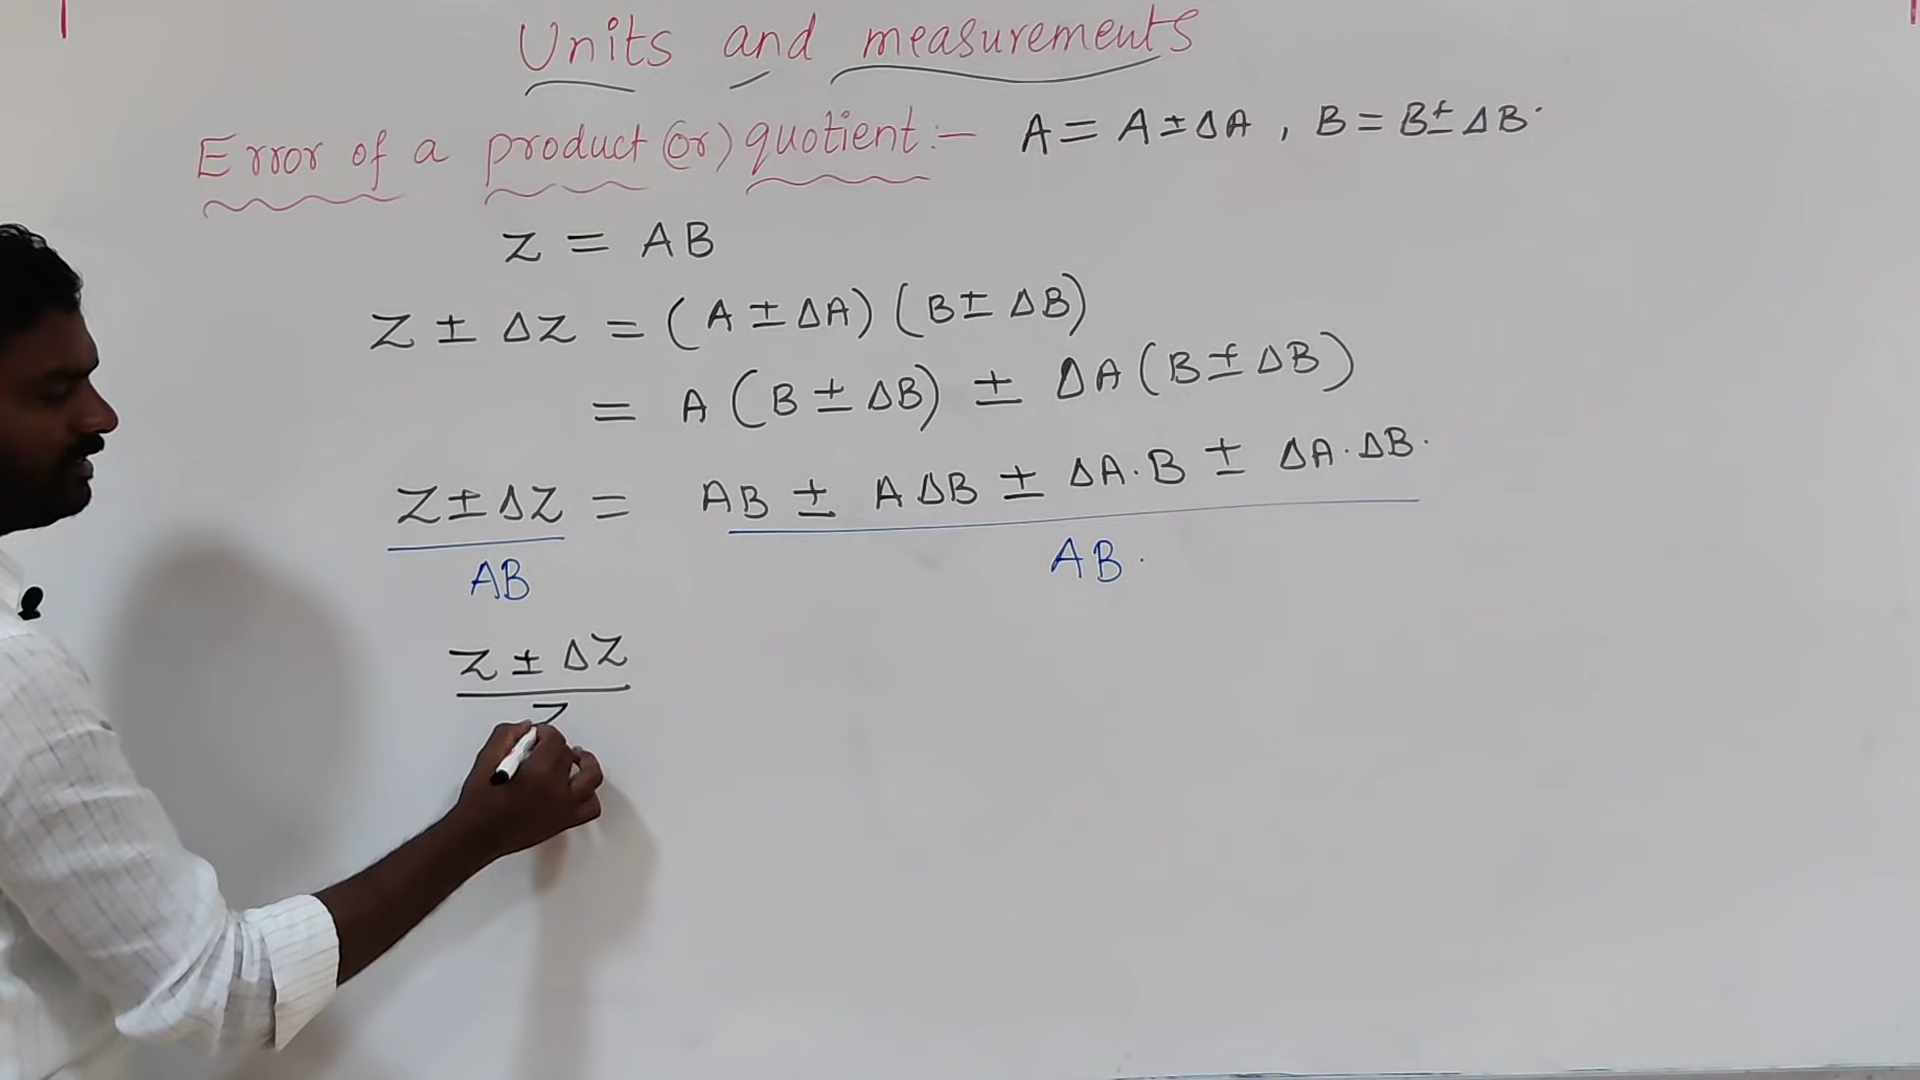 Units and measurements
Error of a product (or) quotient :- A = A ± ΔA , B = B ± ΔB.
Z = AB
Z ± ΔZ = (A ± ΔA) (B ± ΔB)
= A (B ± ΔB) ± ΔA (B ± ΔB)
Z ± ΔZ = AB ± A ΔB ± ΔA · B ± ΔA · ΔB.
AB AB.
Z ± ΔZ
Z